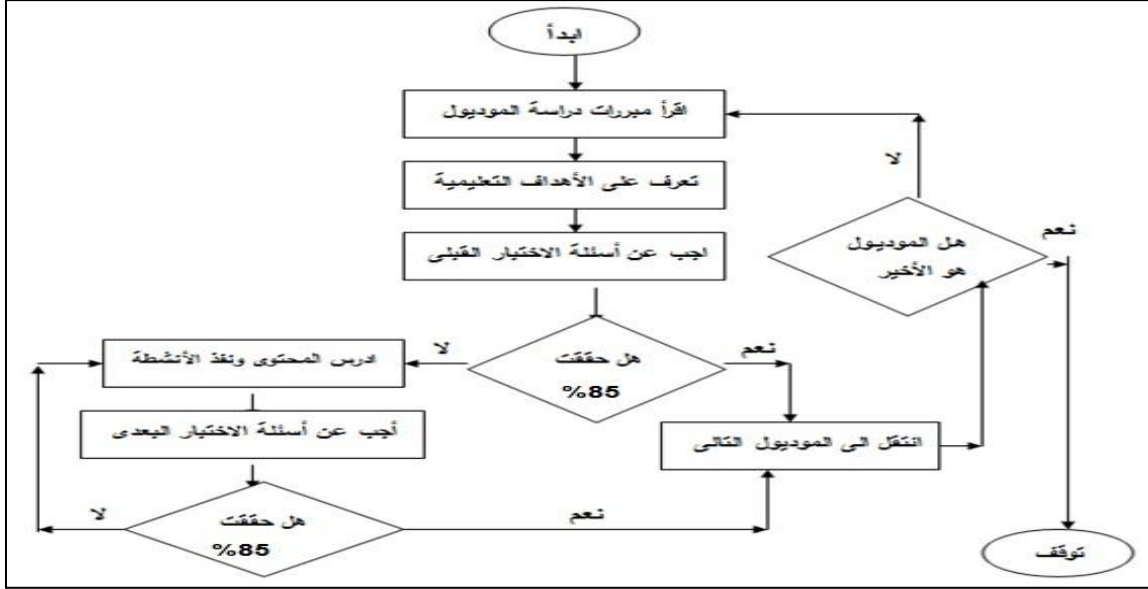 ابدأ
اقرأ مبررات دراسة الموديول
تعرف على الأهداف التعليمية
اجب عن أسئلة الاختبار القبلى
هل حققت
%85
لا
نعم
ادرس المحتوى ونفذ الأنشطة
أجب عن أسئلة الاختبار البعدى
هل حققت
%85
لا
نعم
انتقل الى الموديول التالى
هل الموديول
هو الأخير
لا
نعم
توقف